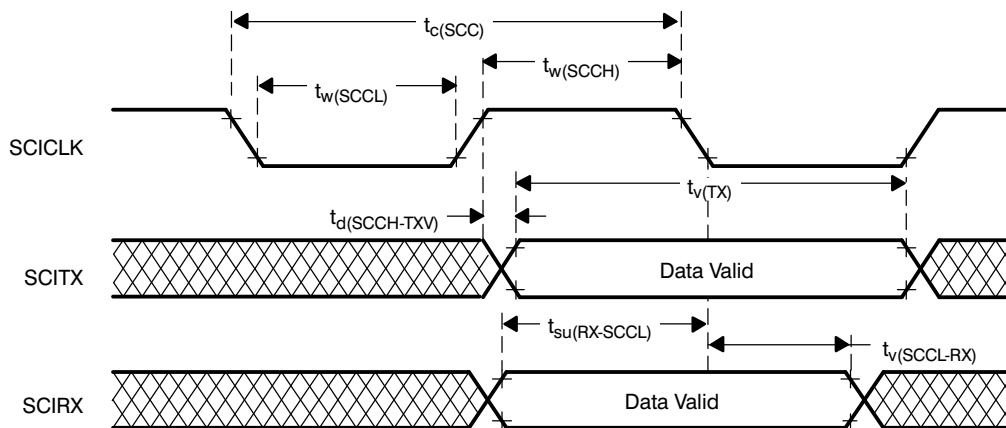 t_c(SCC)
t_w(SCCH)
t_w(SCCL)
SCICLK
t_v(TX)
t_d(SCCH-TXV)
SCITX
Data Valid
t_su(RX-SCCL)
t_v(SCCL-RX)
SCIRX
Data Valid